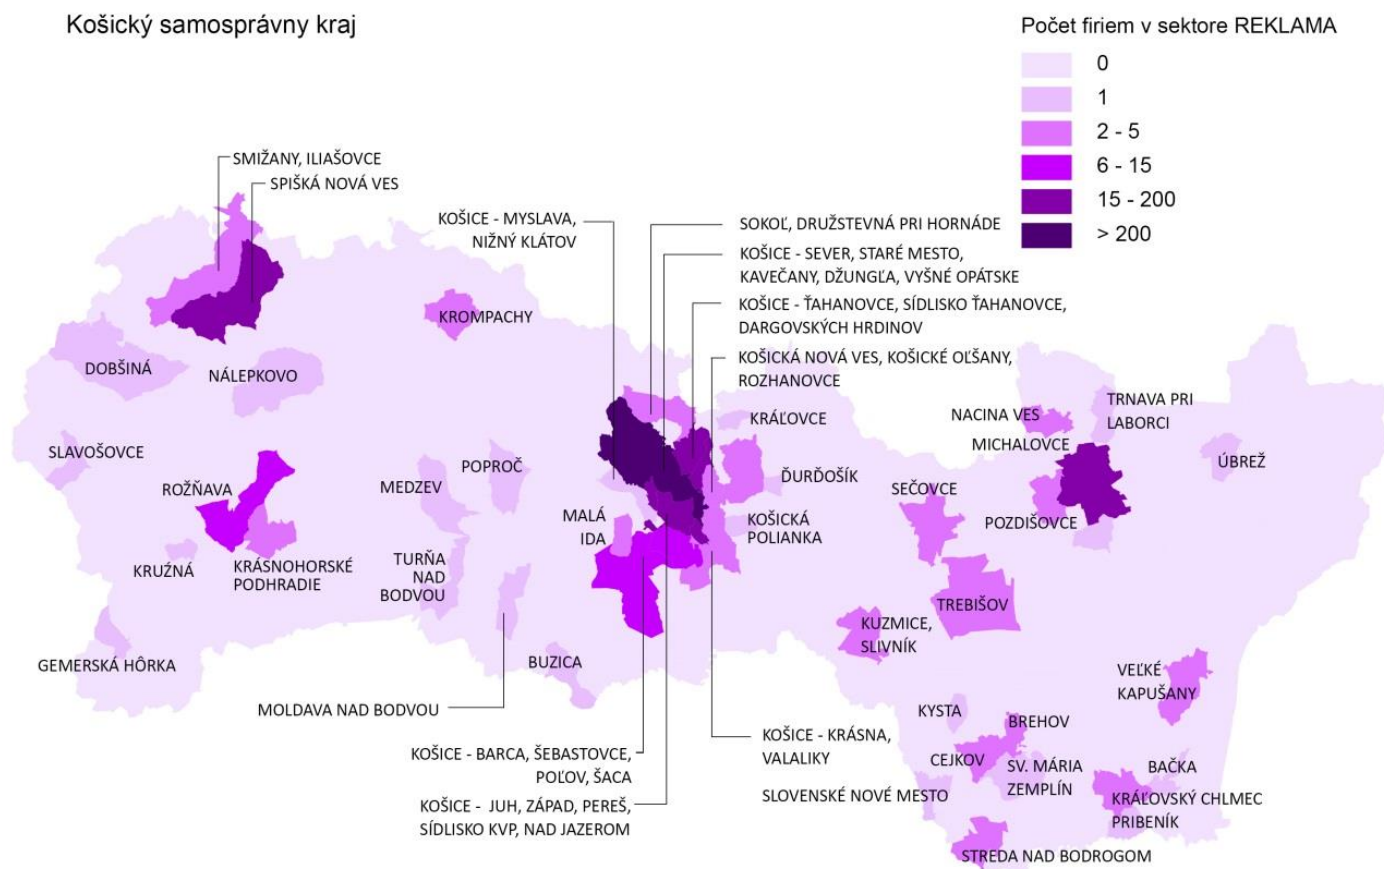 Košický samosprávny kraj
Počet firiem v sektore REKLAMA
0
1
2 - 5
6 - 15
15 - 200
> 200
SMIŽANY, ILIAŠOVCE
SPIŠKÁ NOVÁ VES
KOŠICE - MYSLAVA,
NIŽNÝ KLÁTOV
SOKOĽ, DRUŽSTEVNÁ PRI HORNÁDE
KOŠICE - SEVER, STARÉ MESTO,
KAVEČANY, DŽUNGĽA, VYŠNÉ OPÁTSKE
KOŠICE - ŤAHANOVCE, SÍDLISKO ŤAHANOVCE,
DARGOVSKÝCH HRDINOV
KOŠICKÁ NOVÁ VES, KOŠICKÉ OĽŠANY,
ROZHANOVCE
KROMPACHY
DOBŠINÁ
NÁLEPKOVO
KRÁĽOVCE
NACINA VES
TRNAVA PRI
LABORCI
MICHALOVCE
SLAVOŠOVCE
ROŽŇAVA
MEDZEV
POPROČ
ĎURĎOŠÍK
SEČOVCE
ÚBREŽ
POZDIŠOVCE
MALÁ
IDA
KOŠICKÁ
POLIANKA
KRUŽNÁ
KRÁSNOHORSKÉ
PODHRADIE
TURŇA
NAD
BODVOU
TREBIŠOV
KUZMICE,
SLIVNÍK
GEMERSKÁ HÔRKA
BUZICA
VEĽKÉ
KAPUŠANY
MOLDAVA NAD BODVOU
KYSTA
BREHOV
KOŠICE - KRÁSNA,
VALALIKY
KOŠICE - BARCA, ŠEBASTOVCE,
POĽOV, ŠACA
CEJKOV
SV. MÁRIA
ZEMPLÍN
BAČKA
SLOVENSKÉ NOVÉ MESTO
KRÁĽOVSKÝ CHLMEC
PRIBENÍK
KOŠICE - JUH, ZÁPAD, PEREŠ,
SÍDLISKO KVP, NAD JAZEROM
STREDA NAD BODROGOM